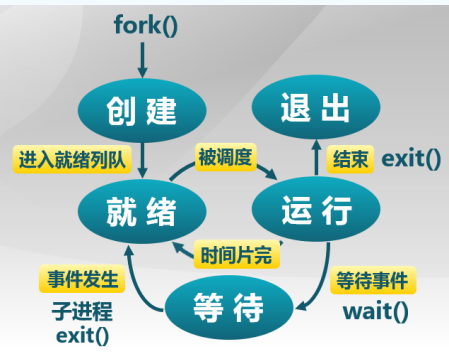 fork()
创建
退出
进入就绪列队
被调度
结束 exit()
就绪
运行
时间片完
事件发生
等待事件
子进程
exit()
等待
wait()